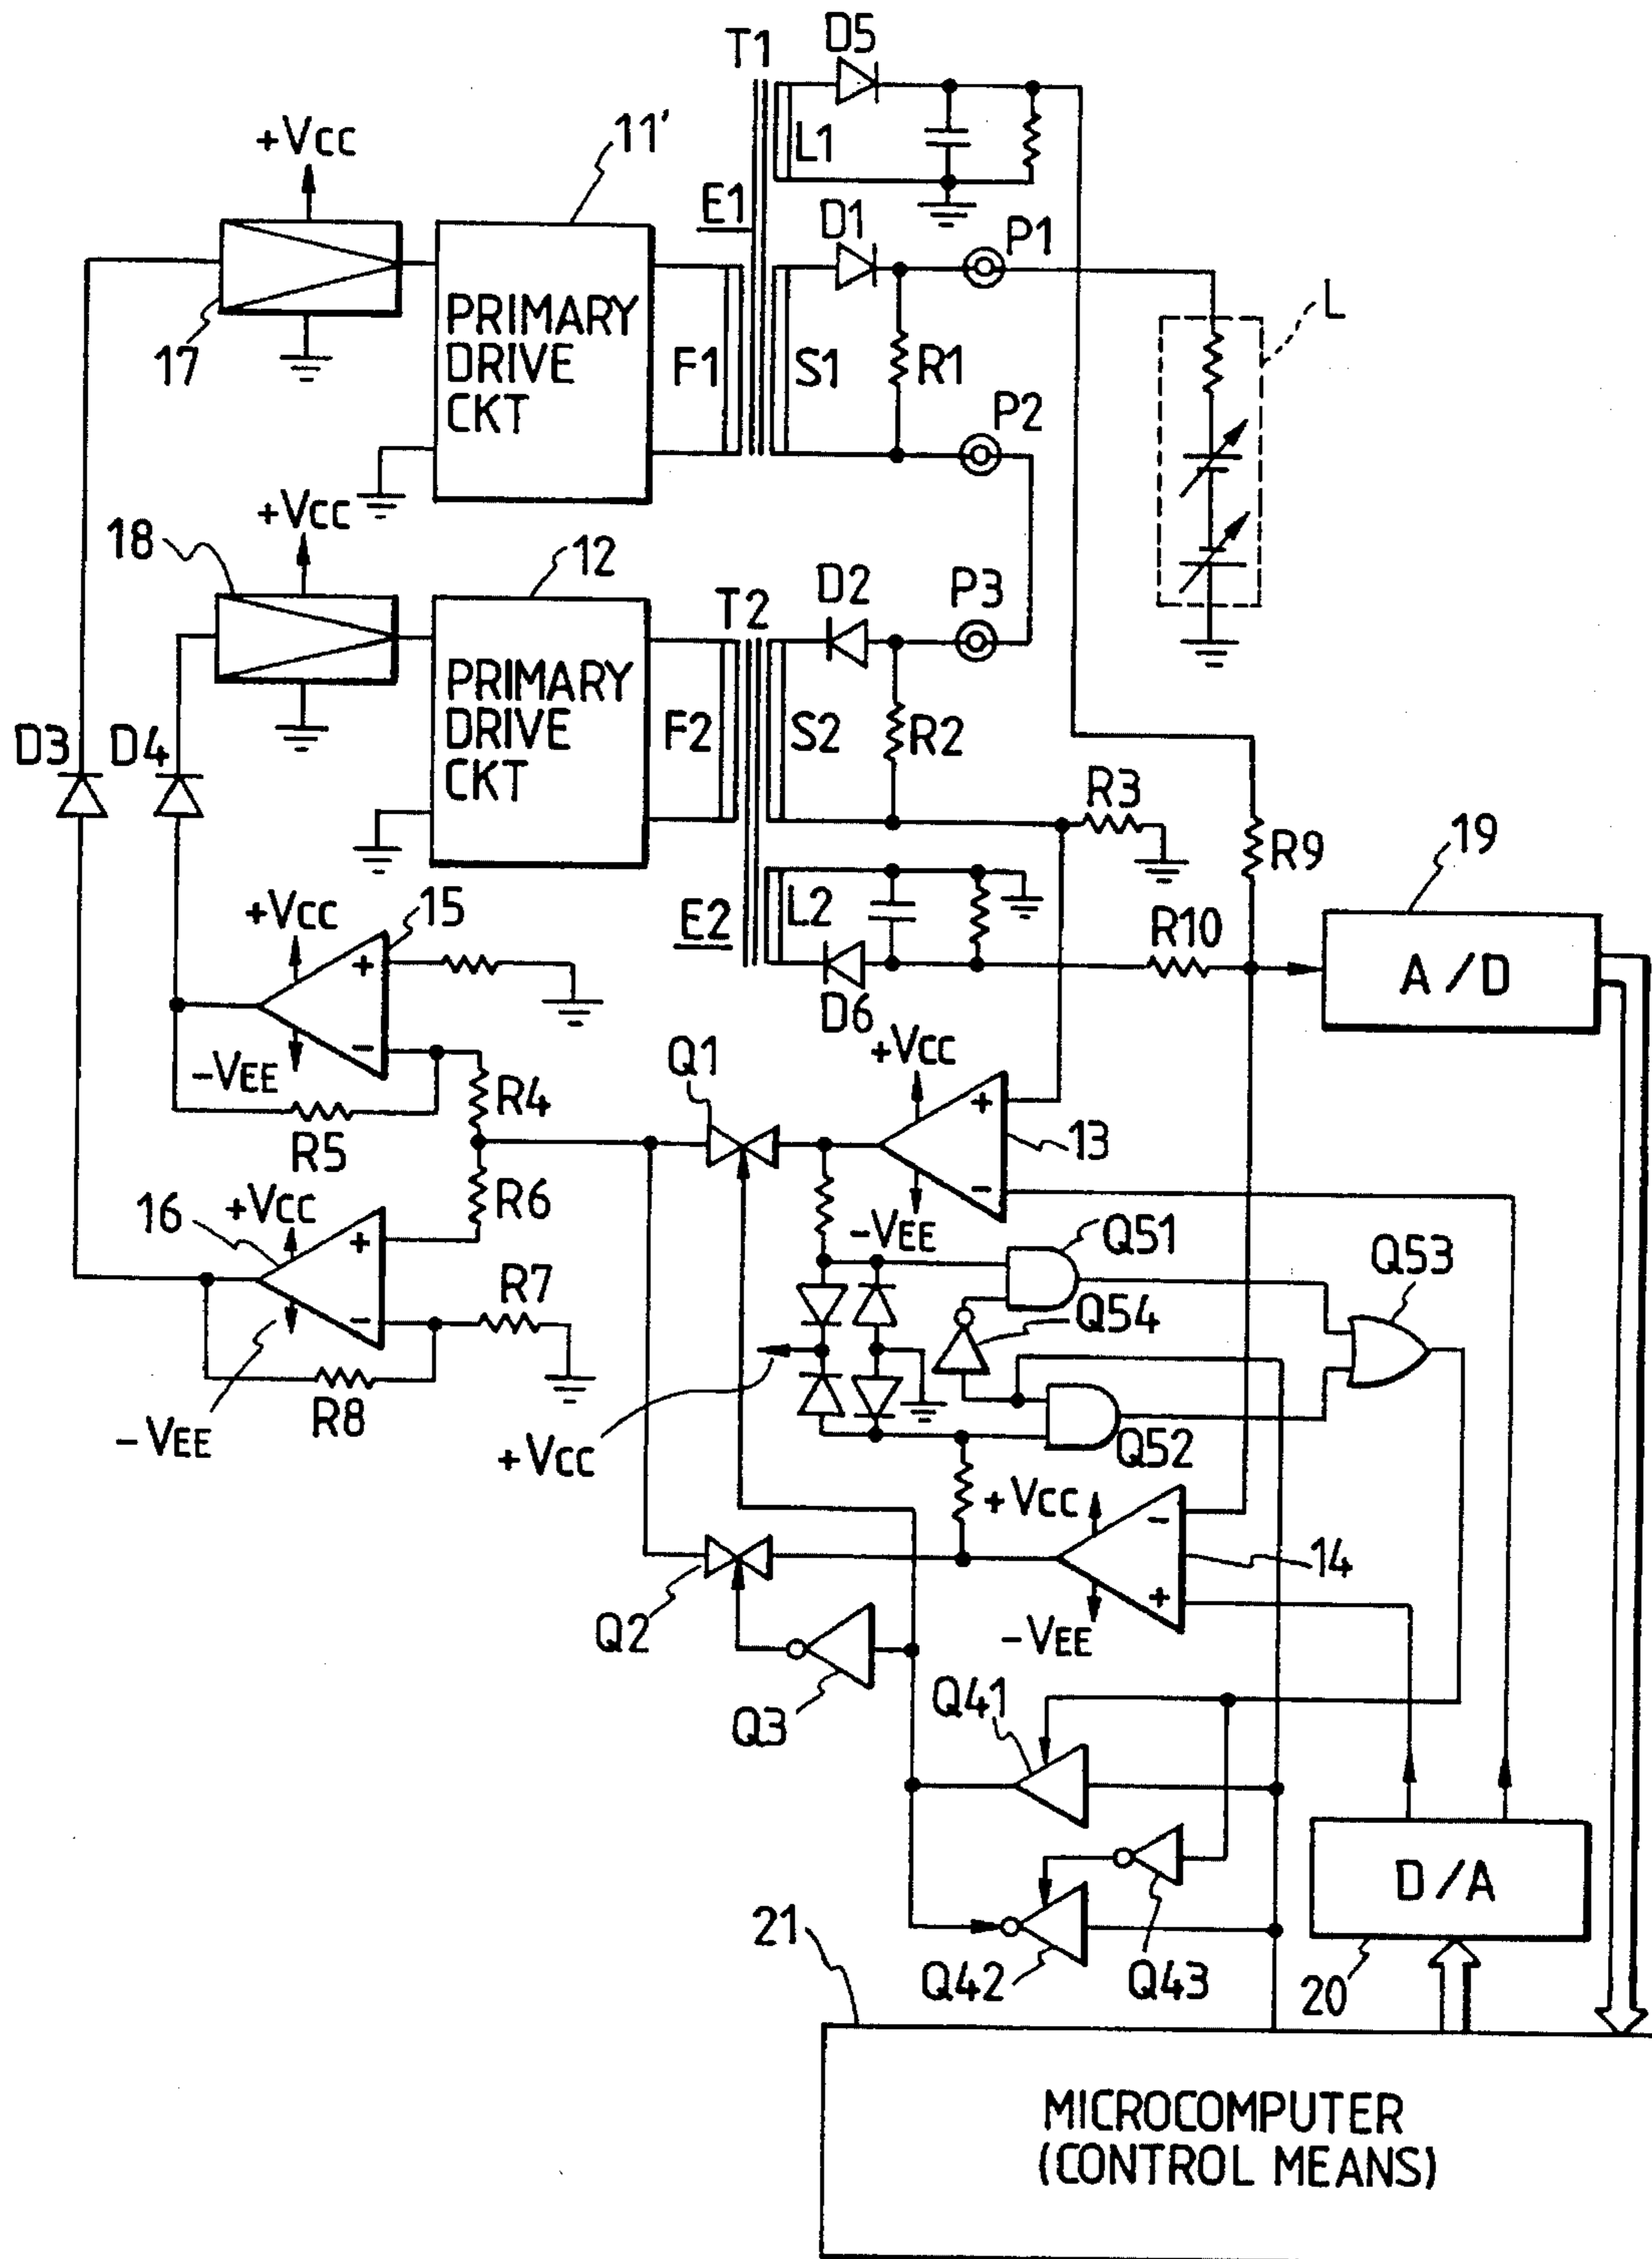 D5
T1
+VCC
11'
L1
E1
D1
P1
L
PRIMARY
DRIVE
CKT
F1
S1
R1
17
P2
+VCC
18
12
T2
D2
P3
PRIMARY
DRIVE
CKT
F2
S2
R2
D3
D4
R3
R9
19
+VCC
15
E2
L2
R10
A/D
D6
-VEE
Q1
+VCC
R4
13
R5
R6
16
+VCC
-VEE
Q51
Q53
R7
Q54
R8
-VEE
+VCC
Q52
+VCC
14
Q2
-VEE
Q41
Q3
D/A
21
Q42
Q43
20
MICROCOMPUTER
(CONTROL MEANS)
+
-
+
-
+
-
-
+